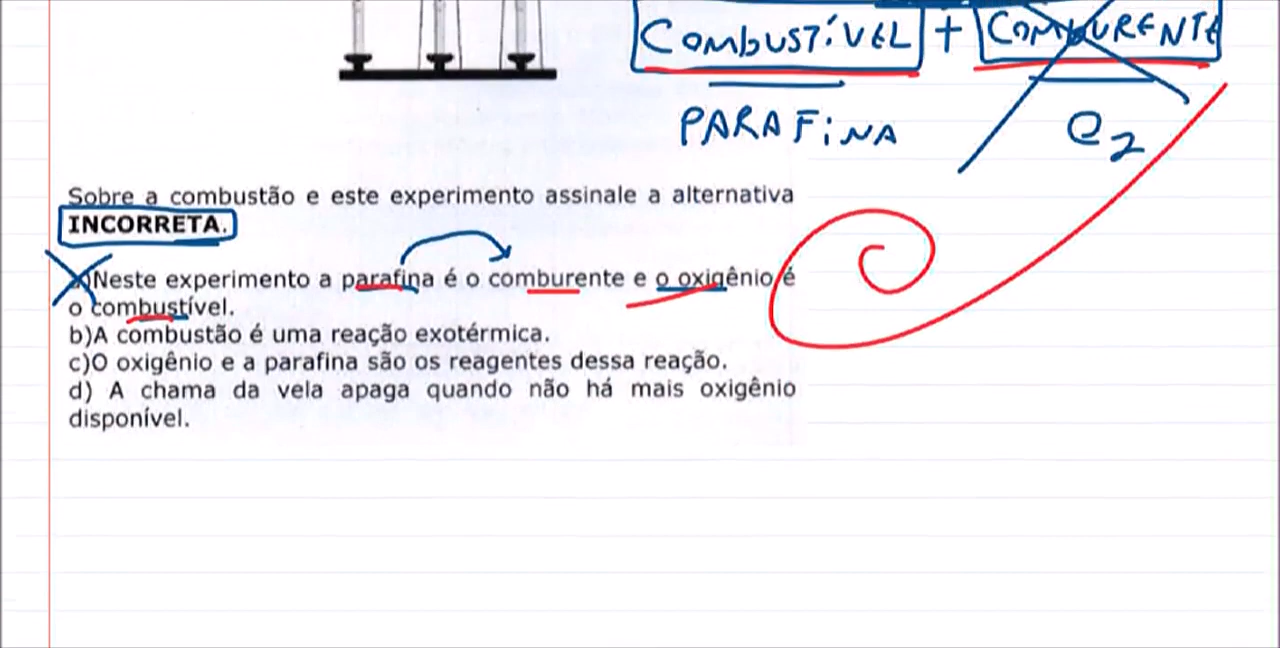 COMBUSTÍVEL + COMBURENTE
PARAFINA
O2
Sobre a combustão e este experimento assinale a alternativa
INCORRETA.
a)Neste experimento a parafina é o comburente e o oxigênio é
o combustível.
b)A combustão é uma reação exotérmica.
c)O oxigênio e a parafina são os reagentes dessa reação.
d) A chama da vela apaga quando não há mais oxigênio
disponível.